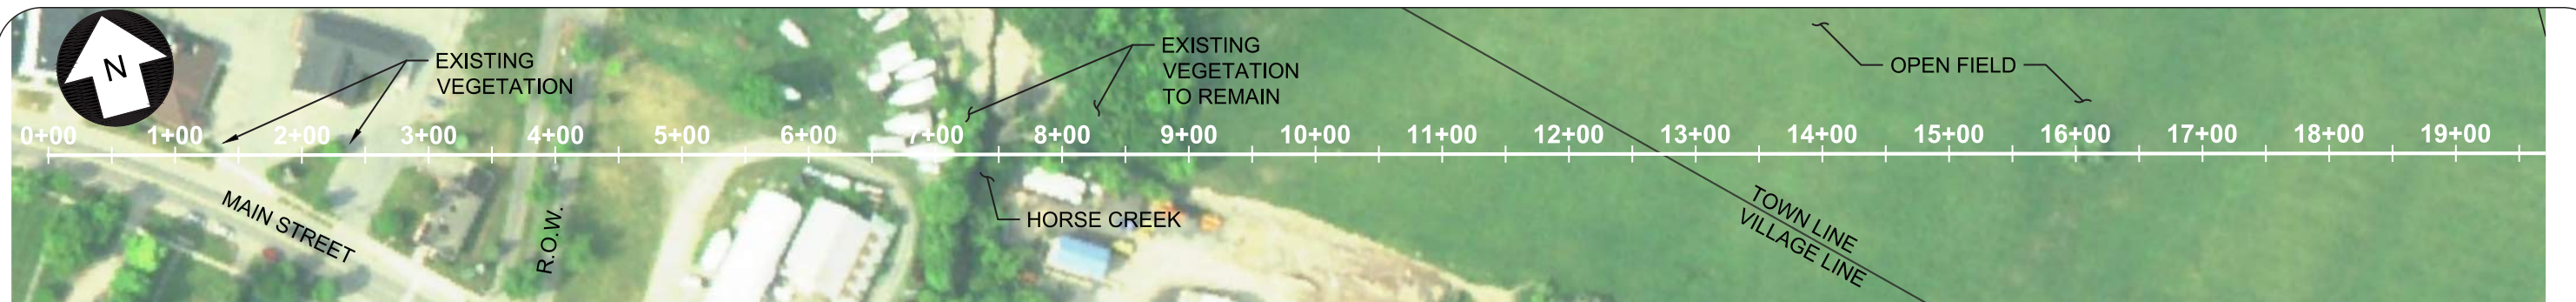 N
EXISTING
VEGETATION
EXISTING
VEGETATION
TO REMAIN
OPEN FIELD
0+00 1+00 2+00 3+00 4+00 5+00 6+00 7+00 8+00 9+00 10+00 11+00 12+00 13+00 14+00 15+00 16+00 17+00 18+00 19+00
MAIN STREET
R.O.W.
HORSE CREEK
TOWN LINE
VILLAGE LINE